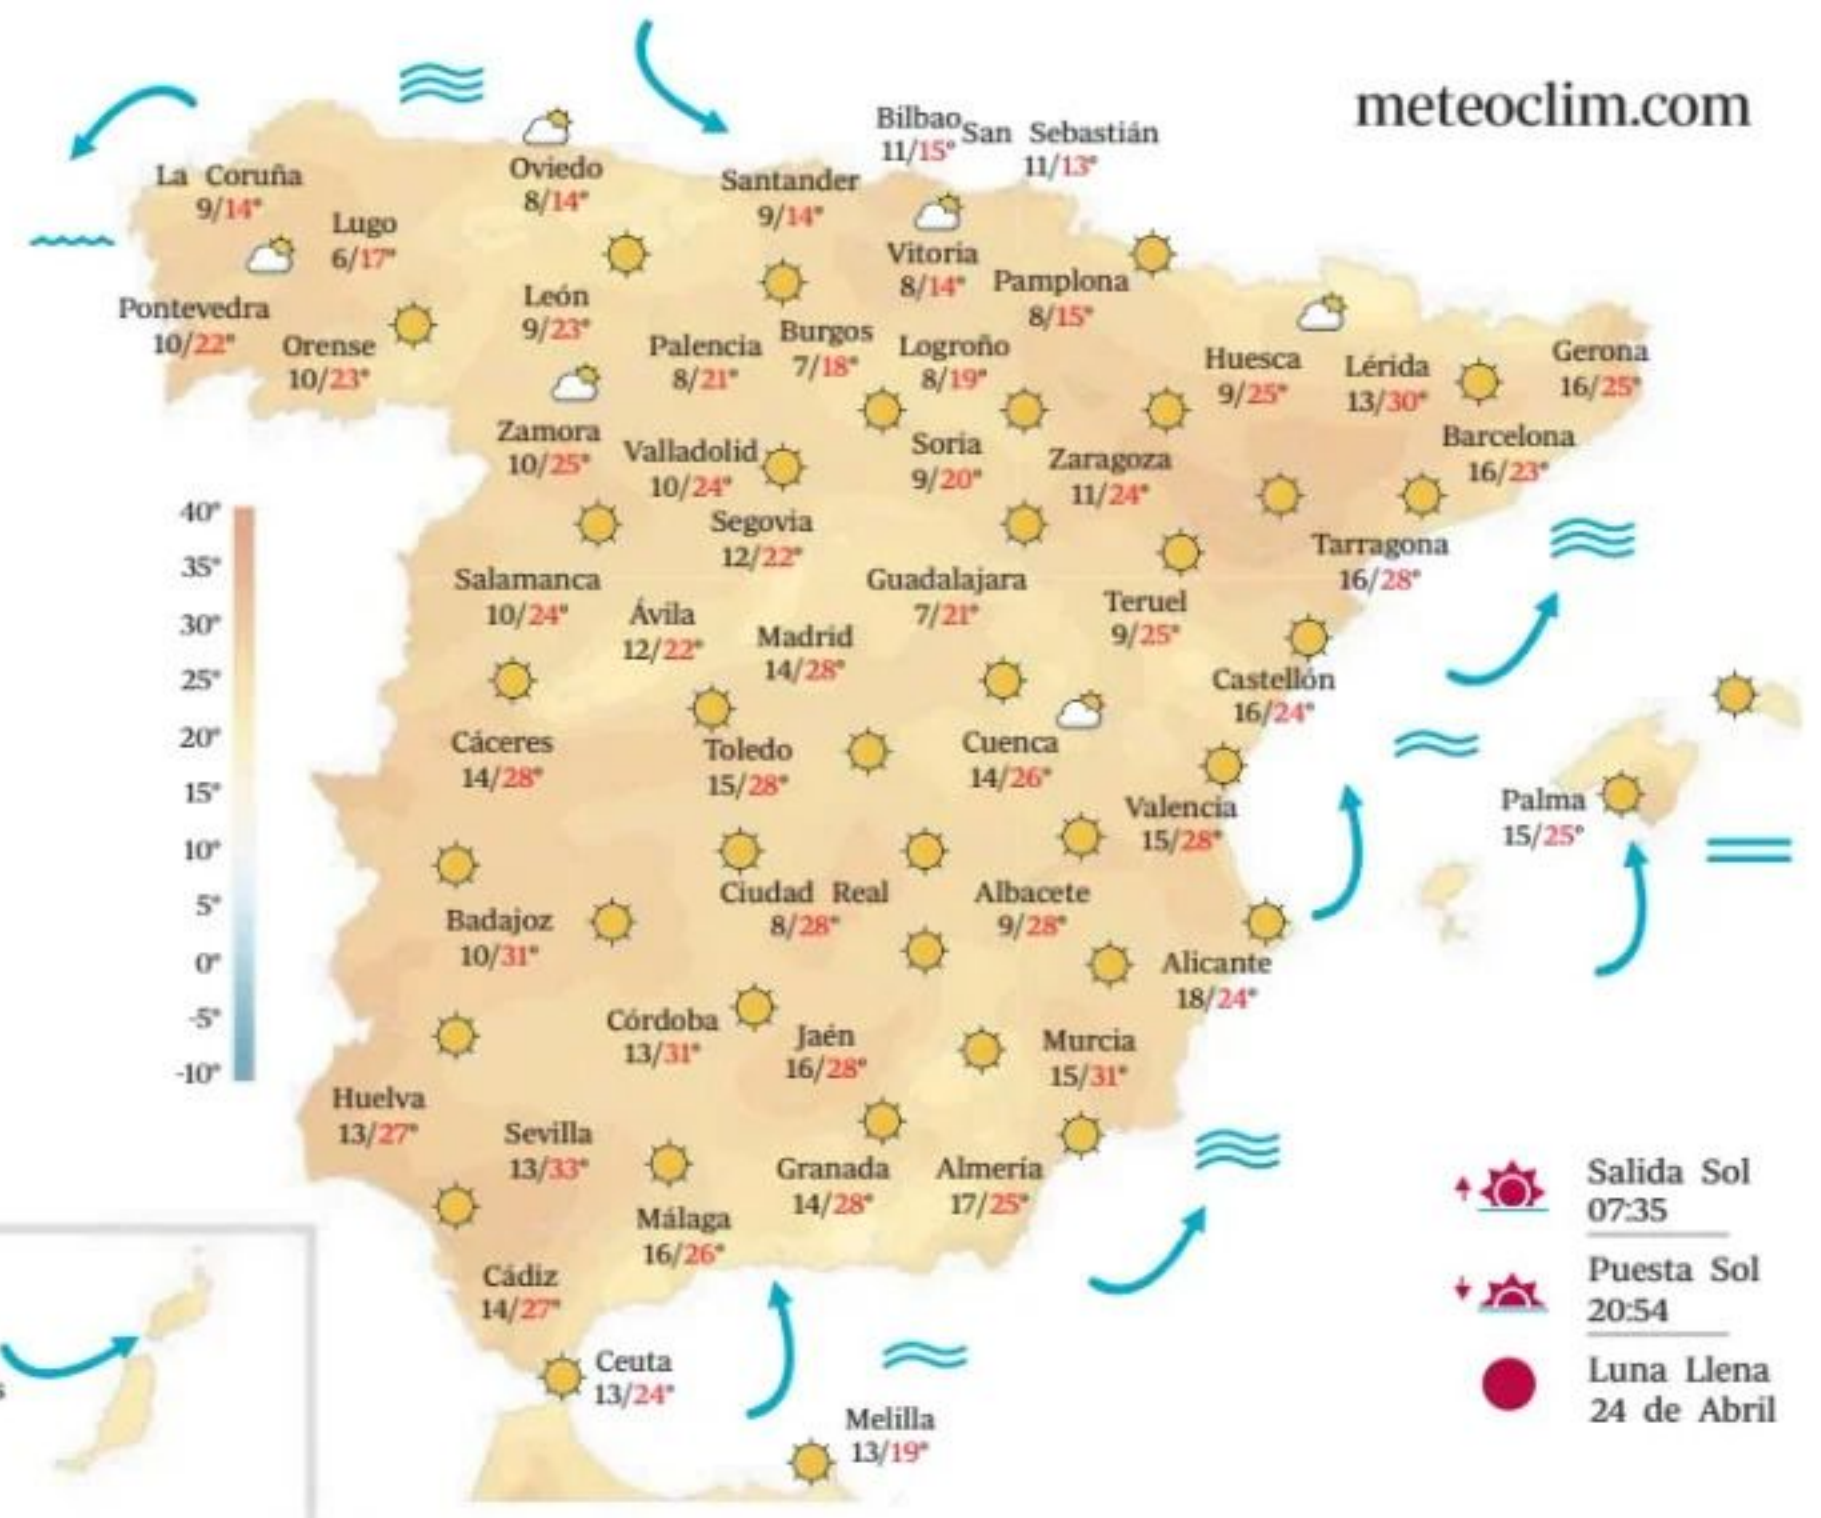 meteoclim.com
Bilbao
11/15°
San Sebastián
11/13°
La Coruña
9/14°
Oviedo
8/14°
Santander
9/14°
Lugo
6/17°
Vitoria
8/14°
Pamplona
8/15°
Pontevedra
10/22°
Orense
10/23°
León
9/23°
Palencia
8/21°
Burgos
7/18°
Logroño
8/19°
Huesca
9/25°
Lérida
13/30°
Gerona
16/25°
Zamora
10/25°
Valladolid
10/24°
Soria
9/20°
Zaragoza
11/24°
Barcelona
16/23°
Segovia
12/22°
Tarragona
16/28°
Salamanca
10/24°
Ávila
12/22°
Madrid
14/28°
Guadalajara
7/21°
Teruel
9/25°
Castellón
16/24°
Cáceres
14/28°
Toledo
15/28°
Cuenca
14/26°
Valencia
15/28°
Palma
15/25°
Badajoz
10/31°
Ciudad Real
8/28°
Albacete
9/28°
Alicante
18/24°
Córdoba
13/31°
Jaén
16/28°
Murcia
15/31°
Huelva
13/27°
Sevilla
13/33°
Granada
14/28°
Almería
17/25°
Málaga
16/26°
Cádiz
14/27°
Ceuta
13/24°
Melilla
13/19°
40°
35°
30°
25°
20°
15°
10°
5°
0°
-5°
-10°
Salida Sol
07:35
Puesta Sol
20:54
Luna Llena
24 de Abril